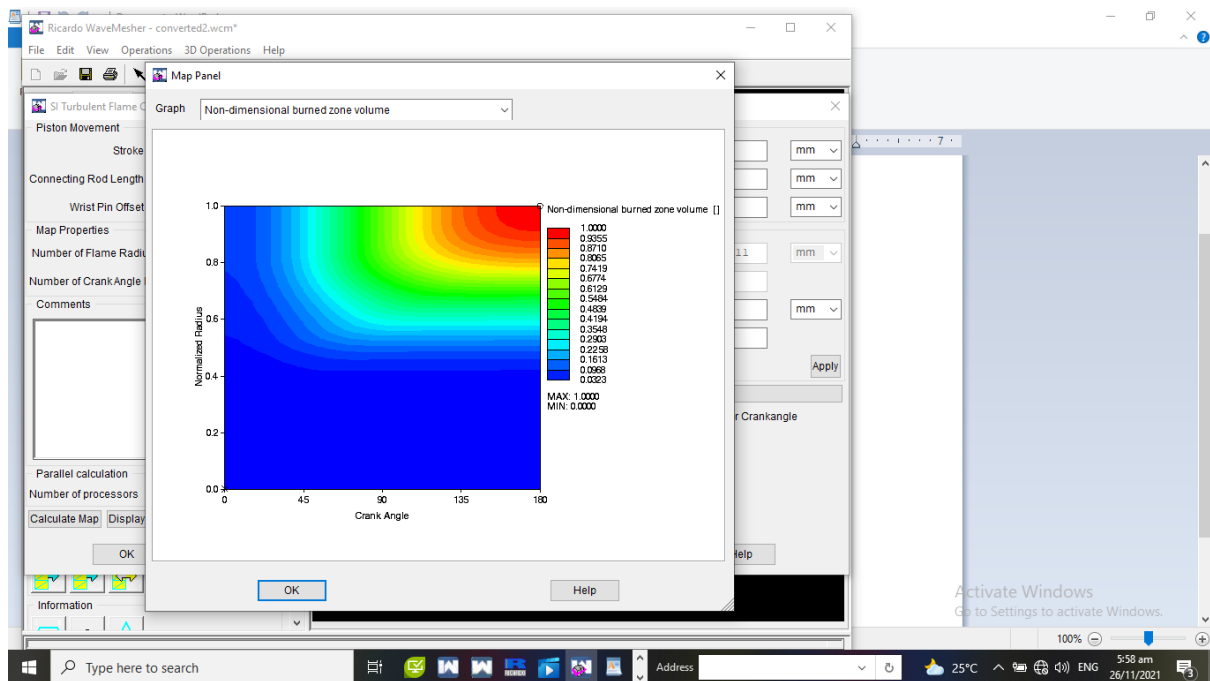 Ricardo WaveMesher - converted2.wcm*
File Edit View Operations 3D Operations Help
Map Panel
SI Turbulent Flame C
Graph Non-dimensional burned zone volume
Piston Movement
Stroke
mm
7
Connecting Rod Length
mm
Wrist Pin Offset
mm
Map Properties
Number of Flame Radiu
11 mm
Number of Crank Angle
Comments
mm
Apply
r Crankangle
1.0
0.8
0.6
0.4
0.2
0.0
Normalized Radius
0 45 90 135 180
Crank Angle
Non-dimensional burned zone volume []
1.0000
0.9355
0.8710
0.8065
0.7419
0.6774
0.6129
0.5484
0.4839
0.4194
0.3548
0.2903
0.2258
0.1613
0.0968
0.0323
MAX: 1.0000
MIN: 0.0000
Parallel calculation
Number of processors
Calculate Map Display
OK
Help
OK Help
Information
Activate Windows
Go to Settings to activate Windows.
100%
Type here to search
RICARDO
Address
25°C ENG 5:58 am
26/11/2021
3